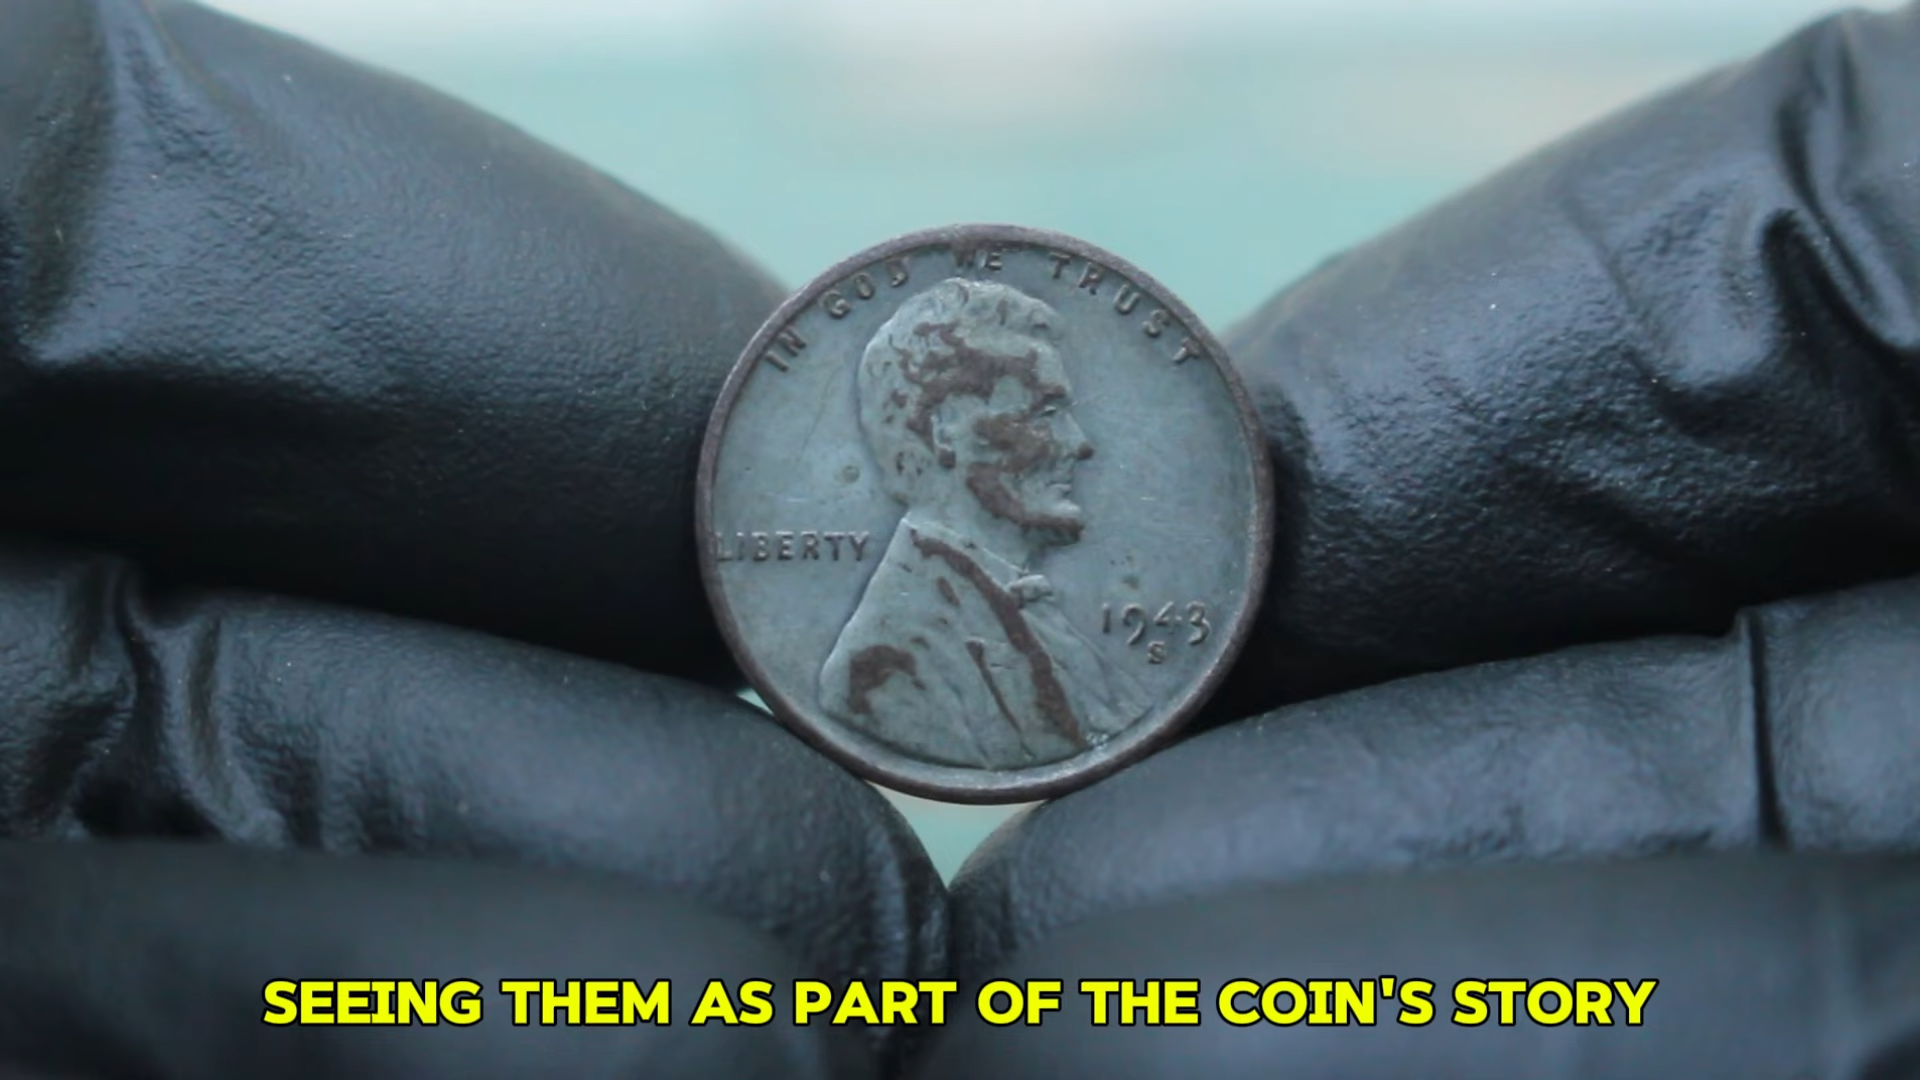 IN GOD WE TRUST
LIBERTY
1943
S
SEEING THEM AS PART OF THE COIN'S STORY